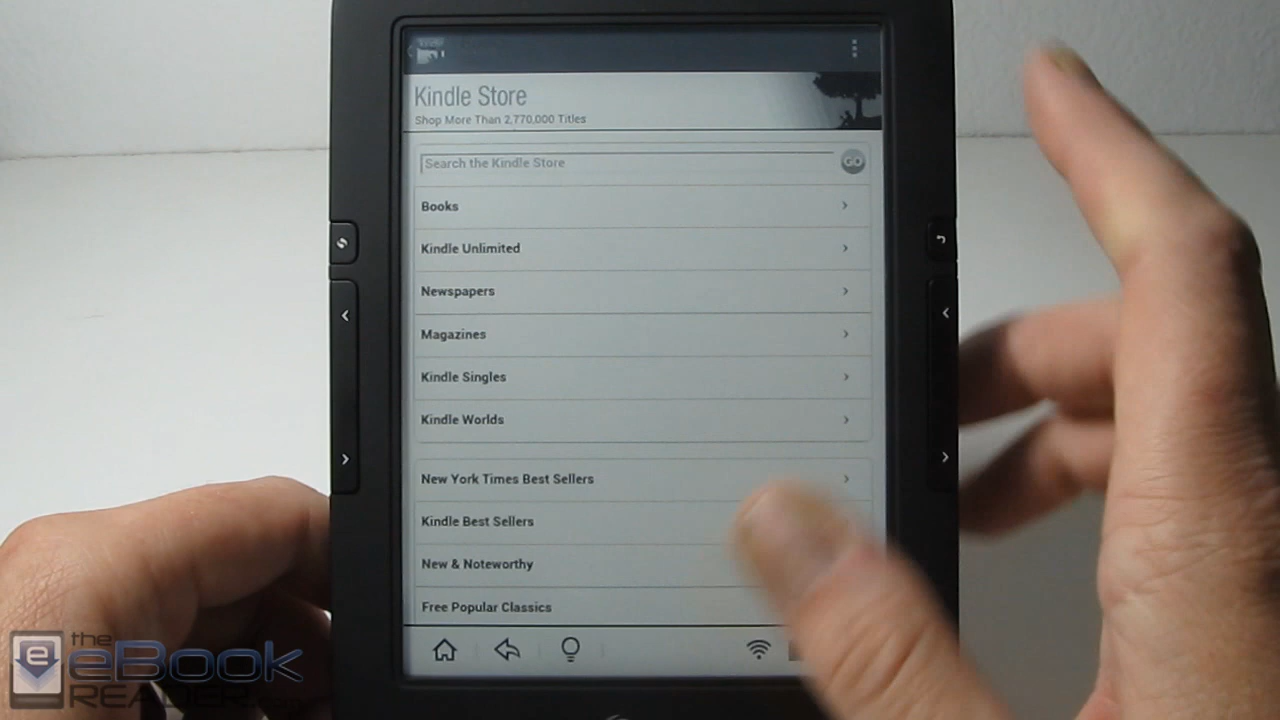 Kindle Store
Shop More Than 2,770,000 Titles
Search the Kindle Store
GO
Books
Kindle Unlimited
Newspapers
Magazines
Kindle Singles
Kindle Worlds
New York Times Best Sellers
Kindle Best Sellers
New & Noteworthy
Free Popular Classics
the
eBook
READER